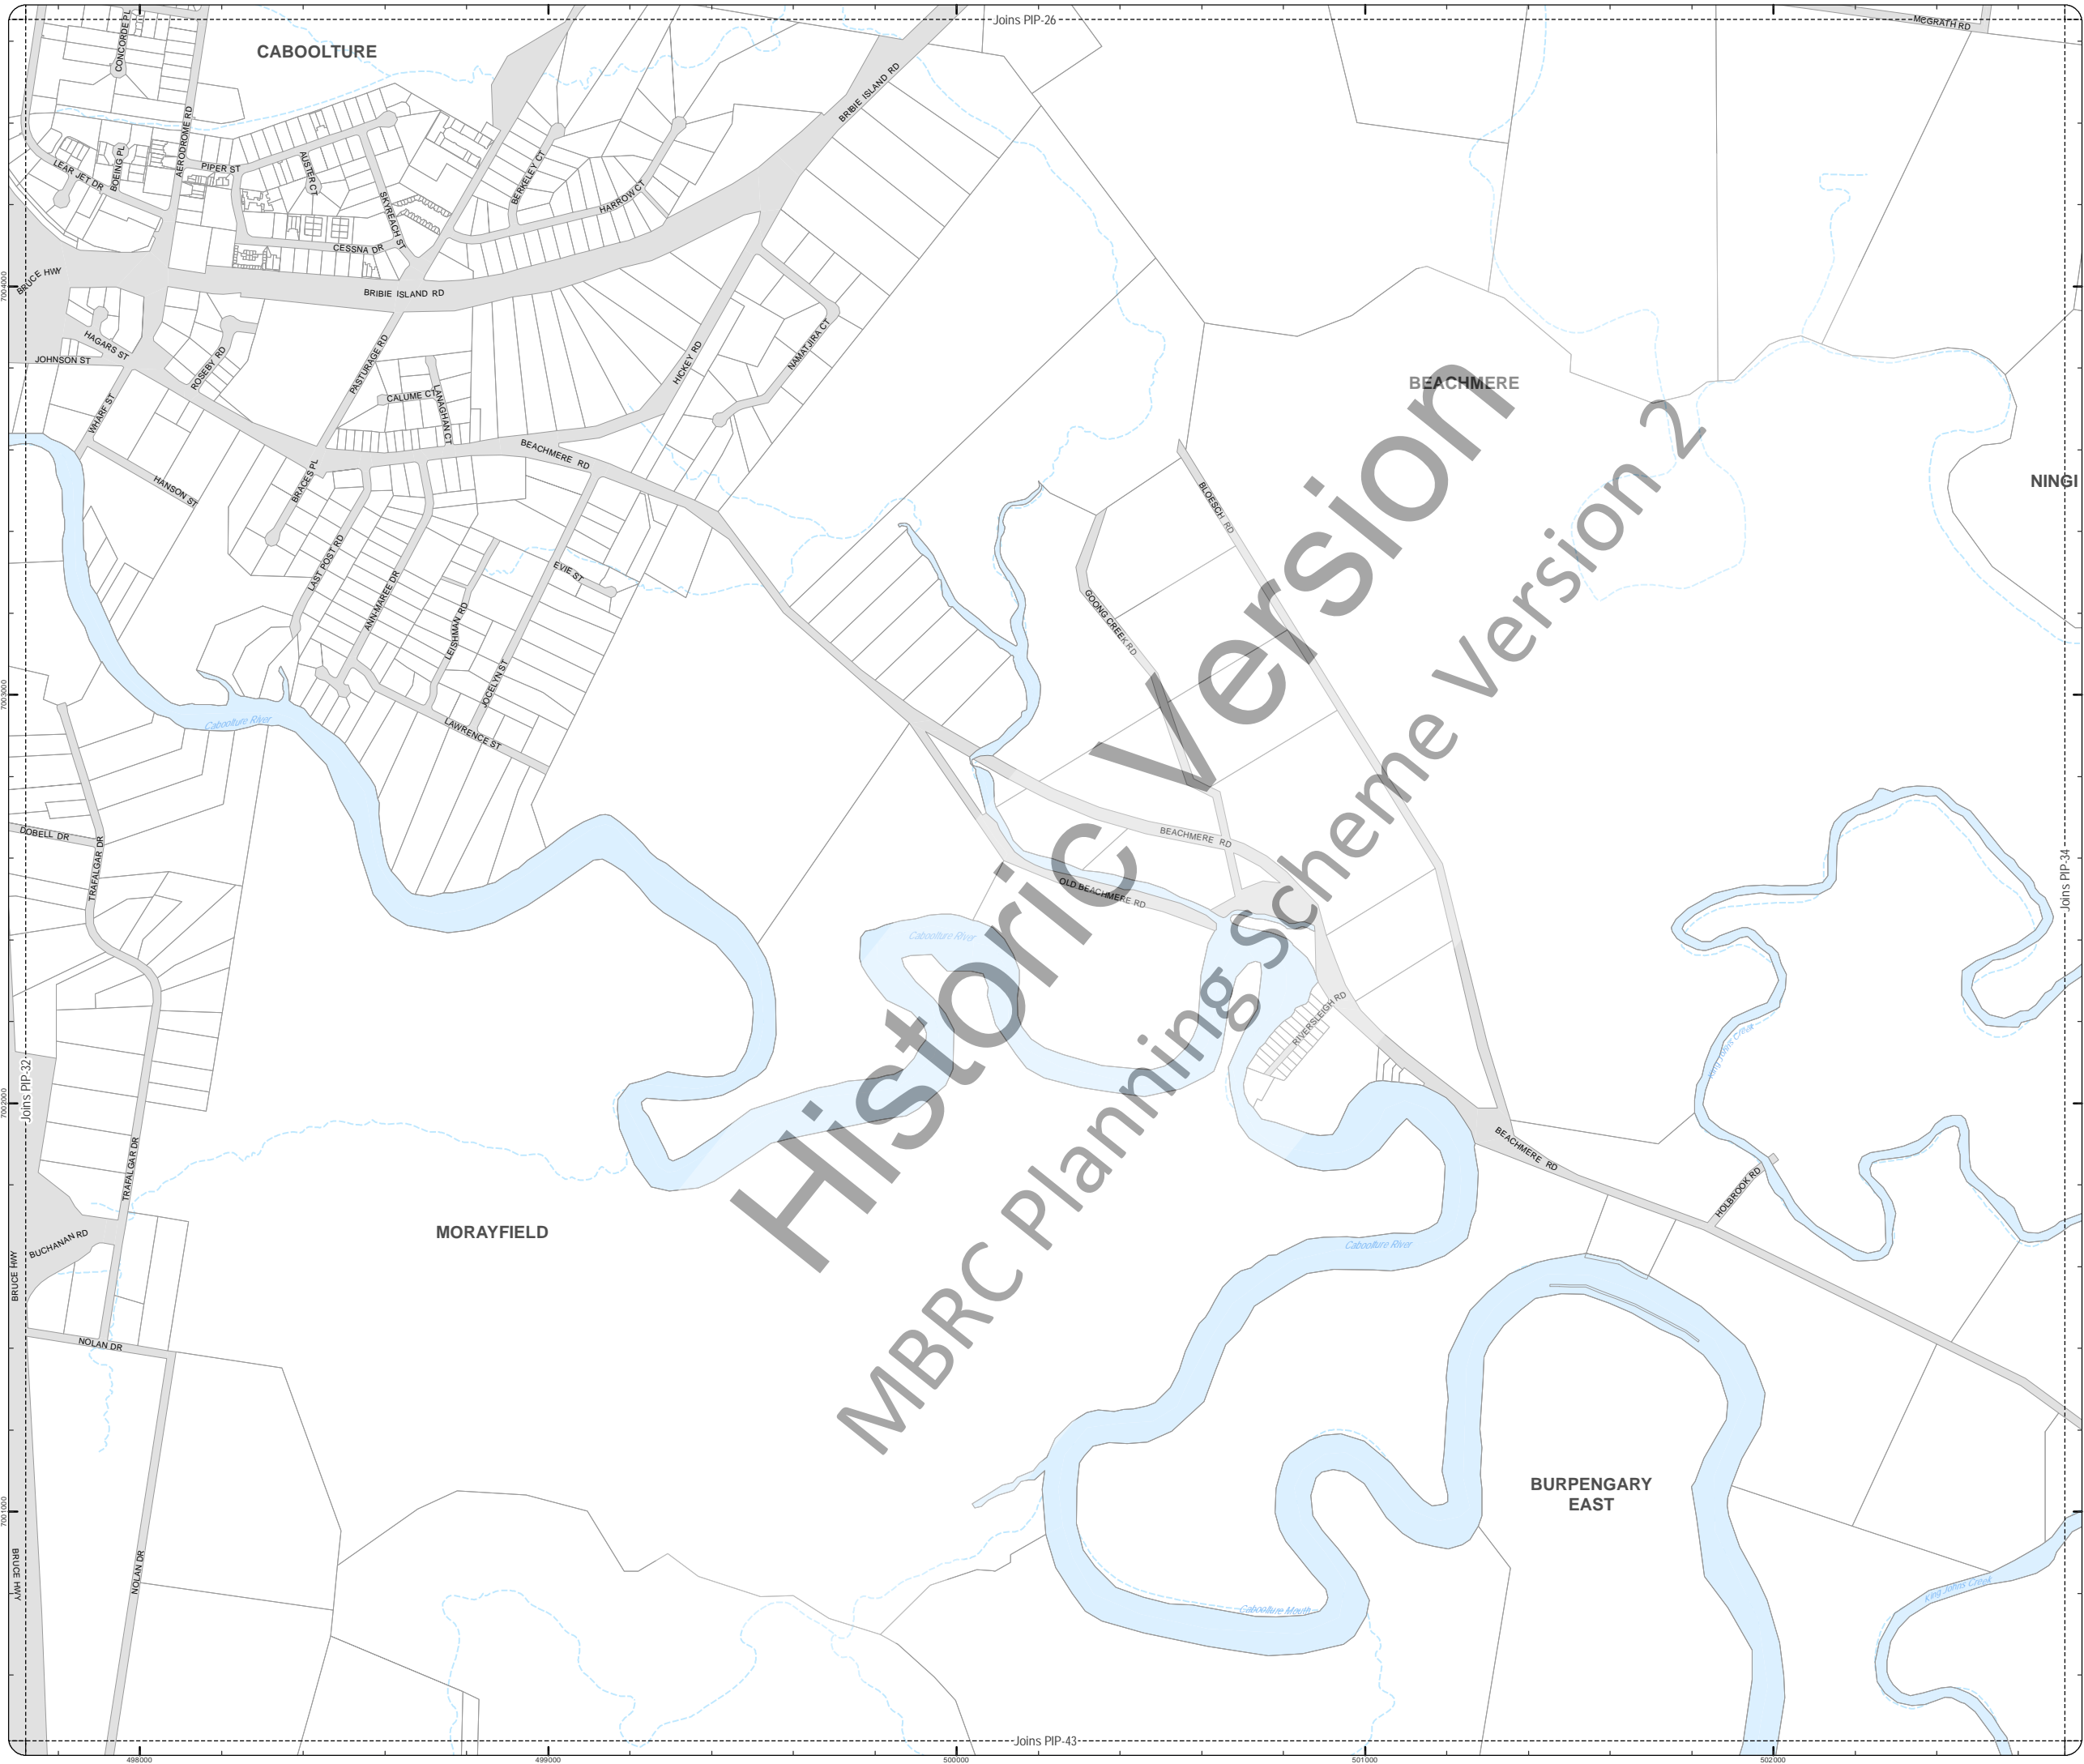 Joins PIP-26
MCGRATH RD
CONCORDE PL
CABOOLTURE
BRIBIE ISLAND RD
AERODROME RD
LEAR JET DR
BOEING PL
PIPER ST
AUSTER CT
SKYREACH ST
BERKELEY CT
HARROW CT
CESSNA DR
BRUCE HWY
7004000
BRIBIE ISLAND RD
HAGARS ST
JOHNSON ST
ROSEBY RD
PASTURAGE RD
HICKEY RD
NAMATJIRA CT
CALUME CT
LANAGHAN CT
BEACHMERE
WHARF ST
BEACHMERE RD
HANSON ST
BRACES PL
NINGI
BLOESCH RD
LAST POST RD
EVIE ST
ANN-MAREE DR
LEISHMAN RD
GOONG CREEK RD
JOCELYN ST
7003000
Caboolture River
LAWRENCE ST
DOBELL DR
TRAFALGAR DR
BEACHMERE RD
OLD BEACHMERE RD
Joins PIP-34
Caboolture River
RIVERSLEIGH RD
King Johns Creek
Joins PIP-32
7002000
TRAFALGAR DR
BEACHMERE RD
HOLBROOK RD
MORAYFIELD
BUCHANAN RD
Caboolture River
BRUCE HWY
NOLAN DR
Historic Version
MBRC Planning Scheme Version 2
BURPENGARY
EAST
7001000
BRUCE HWY
NOLAN DR
Caboolture Mouth
King Johns Creek
Joins PIP-43
498000
499000
500000
501000
502000